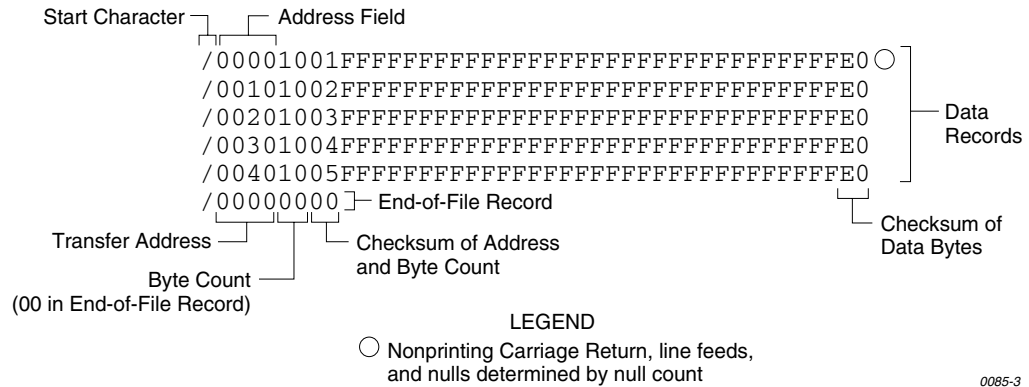 Start Character
Address Field
/00001001FFFFFFFFFFFFFFFFFFFFFFFFFFFFFFFFE0
/00101002FFFFFFFFFFFFFFFFFFFFFFFFFFFFFFFFE0
/00201003FFFFFFFFFFFFFFFFFFFFFFFFFFFFFFFFE0
/00301004FFFFFFFFFFFFFFFFFFFFFFFFFFFFFFFFE0
/00401005FFFFFFFFFFFFFFFFFFFFFFFFFFFFFFFFE0
/00000000
Data
Records
End-of-File Record
Transfer Address
Checksum of Address
and Byte Count
Checksum of
Data Bytes
Byte Count
(00 in End-of-File Record)
LEGEND
Nonprinting Carriage Return, line feeds,
and nulls determined by null count
0085-3